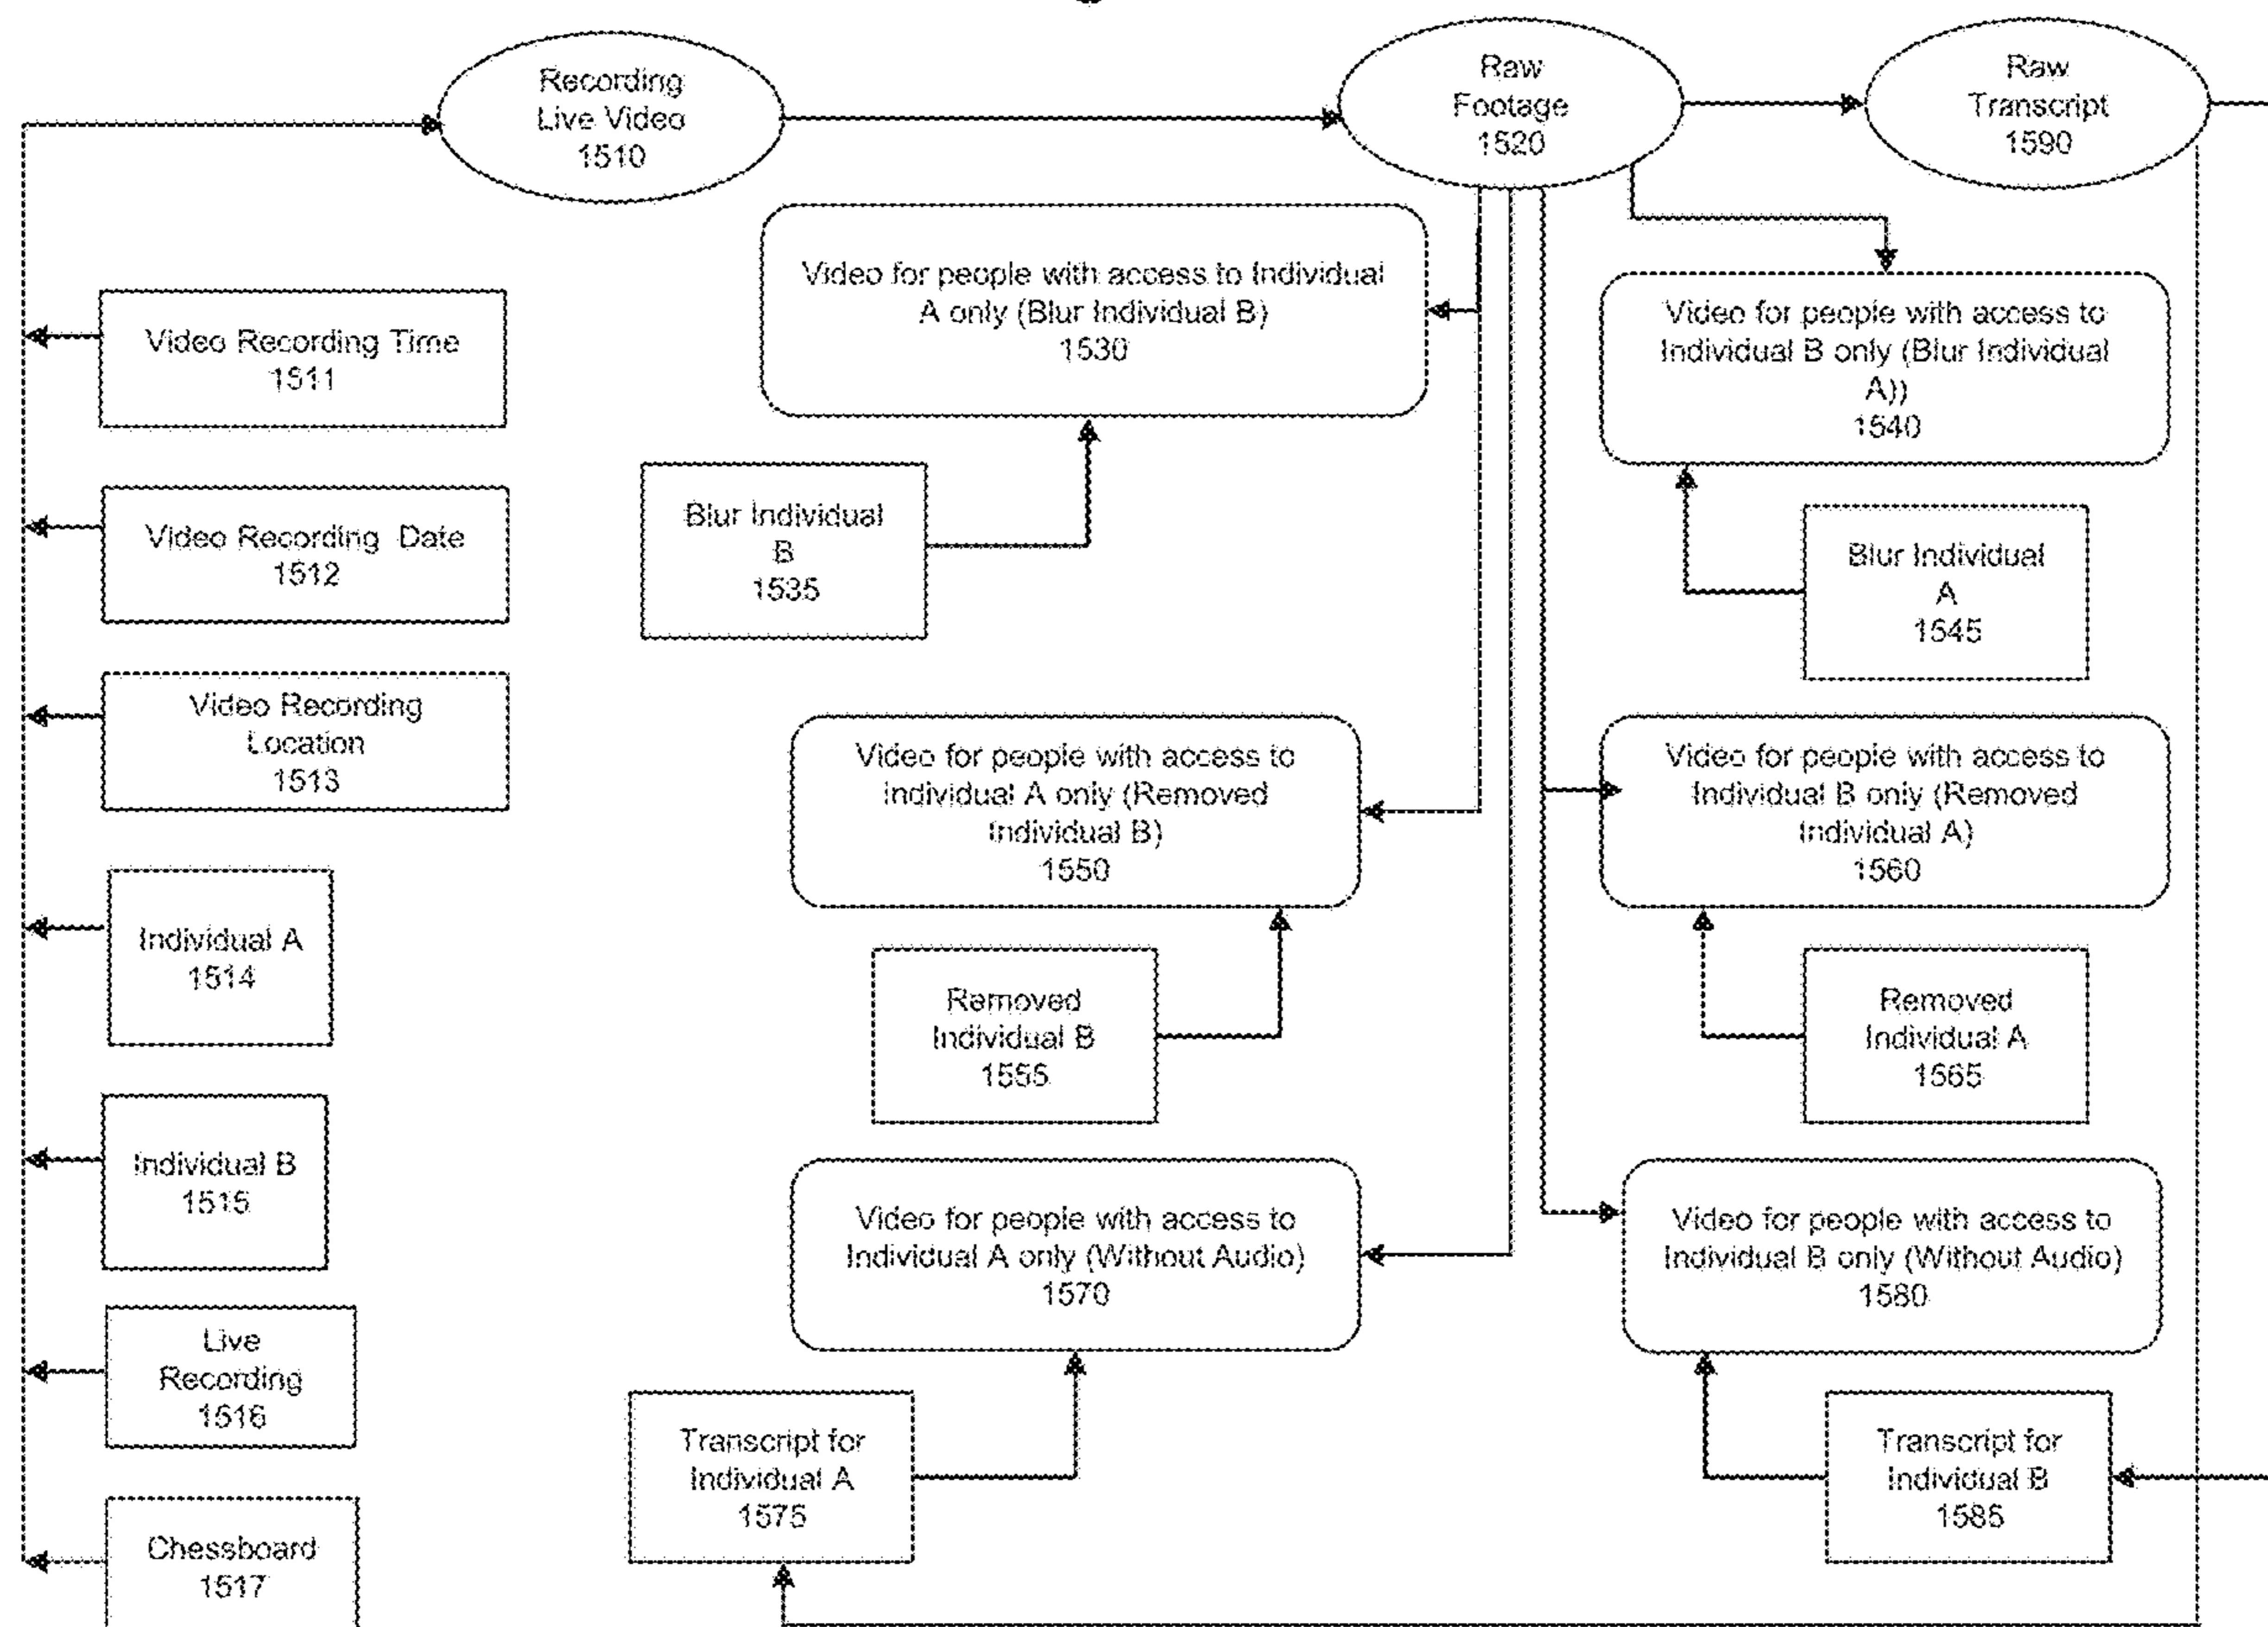 Recording
Live Video
1510
Raw
Footage
1520
Raw
Transcript
1590
Video Recording Time
1511
Video Recording Date
1512
Video Recording
Location
1513
Individual A
1514
Individual B
1515
Live
Recording
1516
Chessboard
1517
Video for people with access to Individual
A only (Blur Individual B)
1530
Blur Individual
B
1535
Video for people with access to
Individual B only (Blur Individual
A))
1540
Blur Individual
A
1545
Video for people with access to
individual A only (Removed
Individual B)
1550
Removed
Individual B
1555
Video for people with access to
Individual B only (Removed
Individual A)
1560
Removed
Individual A
1565
Video for people with access to
Individual A only (Without Audio)
1570
Transcript for
Individual A
1575
Video for people with access to
Individual B only (Without Audio)
1580
Transcript for
Individual B
1585